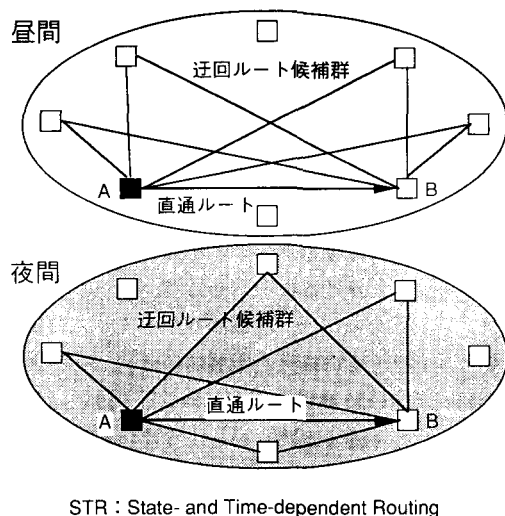 昼間
迂回ルート候補群
A
B
直通ルート
夜間
迂回ルート候補群
直通ルート
A
B
STR：State- and Time-dependent Routing